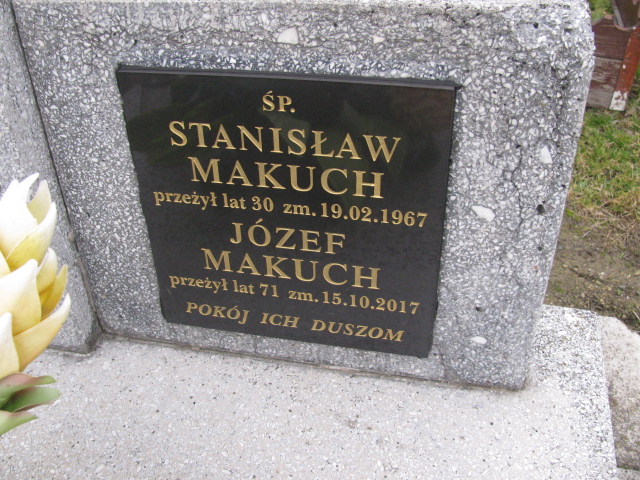 ŚP.
STANISŁAW
MAKUCH
przeżył lat 30 zm. 19.02.1967
JÓZEF
MAKUCH
przeżył lat 71 zm. 15.10.2017
POKÓJ ICH DUSZOM